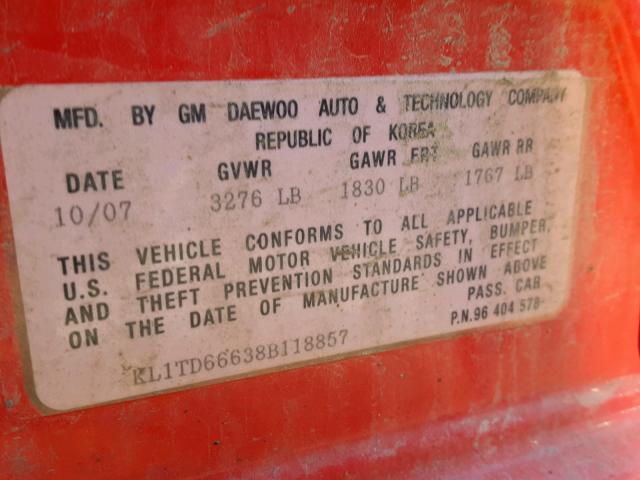 MFD. BY GM DAEWOO AUTO & TECHNOLOGY COMPANY
REPUBLIC OF KOREA
DATE GVWR GAWR FRT GAWR RR
10/07 3276 LB 1830 LB 1767 LB
THIS VEHICLE CONFORMS TO ALL APPLICABLE
U.S. FEDERAL MOTOR VEHICLE SAFETY, BUMPER,
AND THEFT PREVENTION STANDARDS IN EFFECT
ON THE DATE OF MANUFACTURE SHOWN ABOVE
PASS. CAR
P.N.96 404 578
KL1TD66638B118857